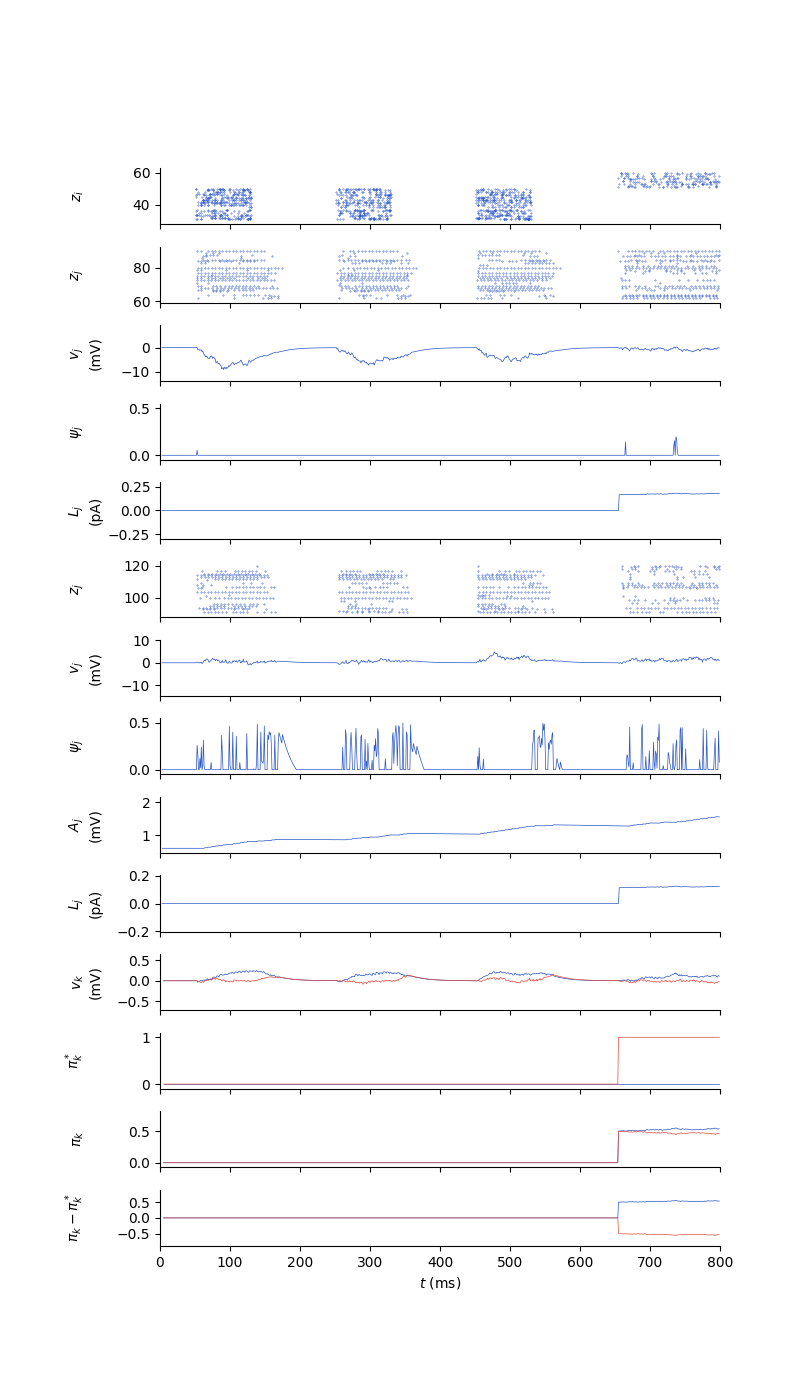 60
40
z_i
80
60
z_j
0
−10
v_j
(mV)
0.5
0.0
ψ_j
0.25
0.00
−0.25
L_j
(pA)
120
100
z_j
10
0
−10
v_j
(mV)
0.5
0.0
ψ_j
2
1
A_j
(mV)
0.2
0.0
−0.2
L_j
(pA)
0.5
0.0
−0.5
v_k
(mV)
1
0
π_k^*
0.5
0.0
π_k
0.5
0.0
−0.5
π_k − π_k^*
0 100 200 300 400 500 600 700 800
t (ms)